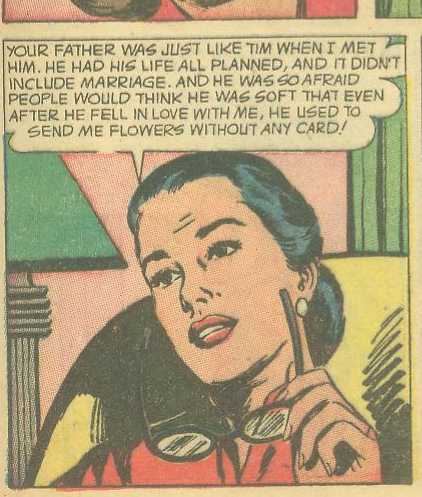 YOUR FATHER WAS JUST LIKE TIM WHEN I MET
HIM. HE HAD HIS LIFE ALL PLANNED, AND IT DIDN'T
INCLUDE MARRIAGE. AND HE WAS SO AFRAID
PEOPLE WOULD THINK HE WAS SOFT THAT EVEN
AFTER HE FELL IN LOVE WITH ME, HE USED TO
SEND ME FLOWERS WITHOUT ANY CARD!